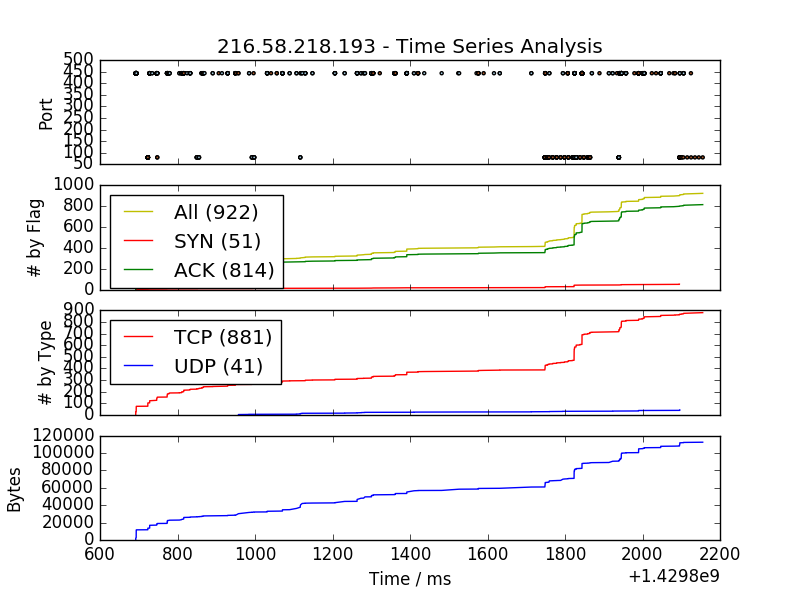 216.58.218.193 - Time Series Analysis
500
450
400
350
300
250
200
150
100
50
Port
1000
800
600
400
200
0
# by Flag
All (922)
SYN (51)
ACK (814)
900
800
700
600
500
400
300
200
100
0
# by Type
TCP (881)
UDP (41)
120000
100000
80000
60000
40000
20000
0
Bytes
600 800 1000 1200 1400 1600 1800 2000 2200
Time / ms
+1.4298e9